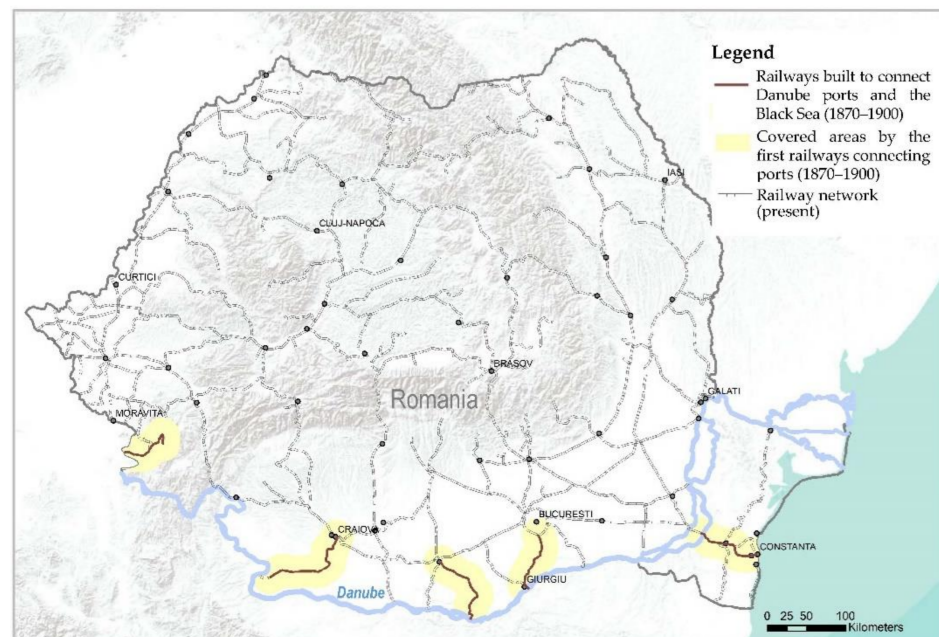 Legend
Railways built to connect
Danube ports and the
Black Sea (1870–1900)
Covered areas by the
first railways connecting
ports (1870–1900)
Railway network
(present)
IASI
CLUJ-NAPOCA
CURTICI
BRASOV
Romania
GALATI
MORAVITA
BUCURESTI
CRAIOV
CONSTANTA
GIURGIU
Danube
0 25 50 100
Kilometers